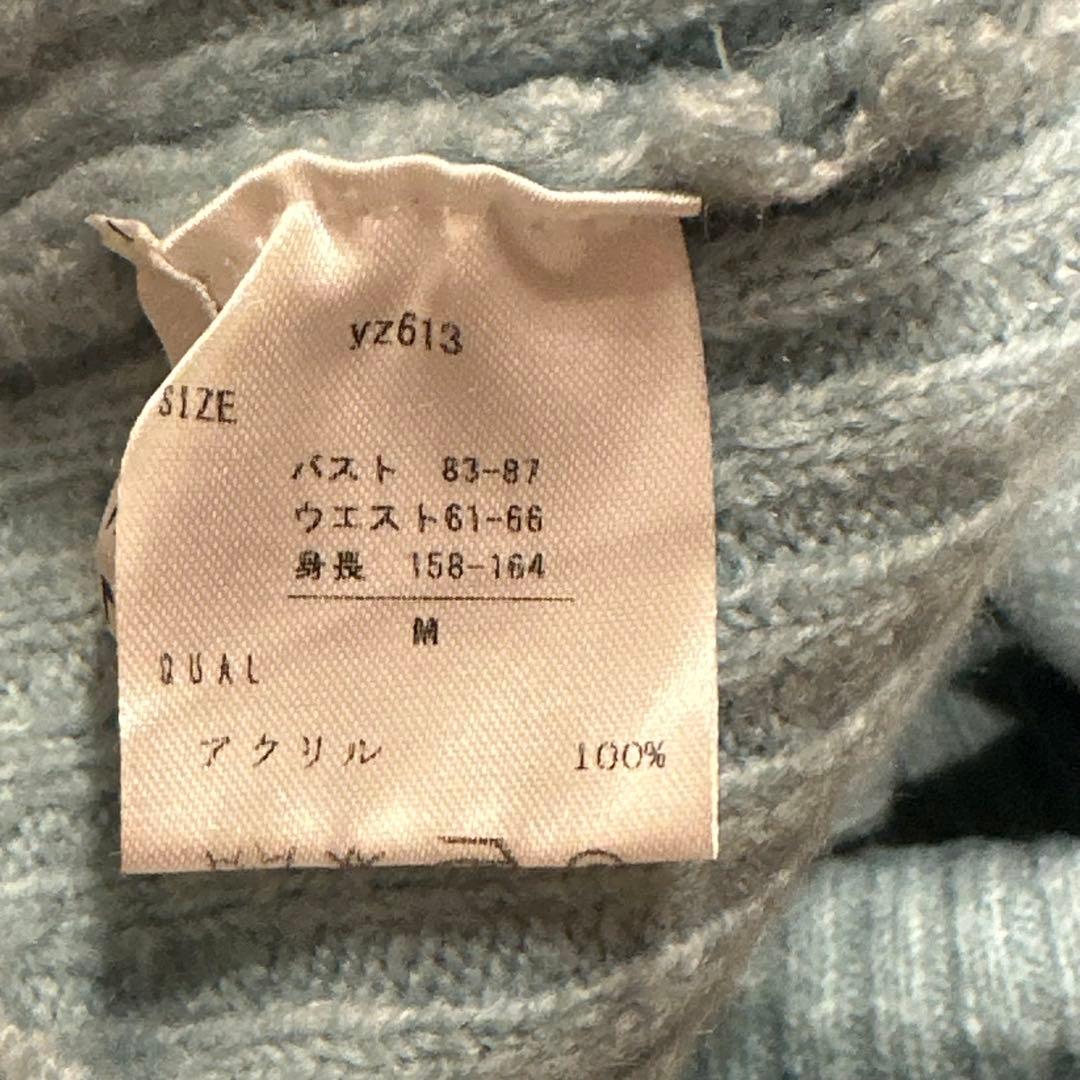 yz613
SIZE
バスト 83-87
ウエスト61-66
身長 158-164
M
QUAL
アクリル 100%